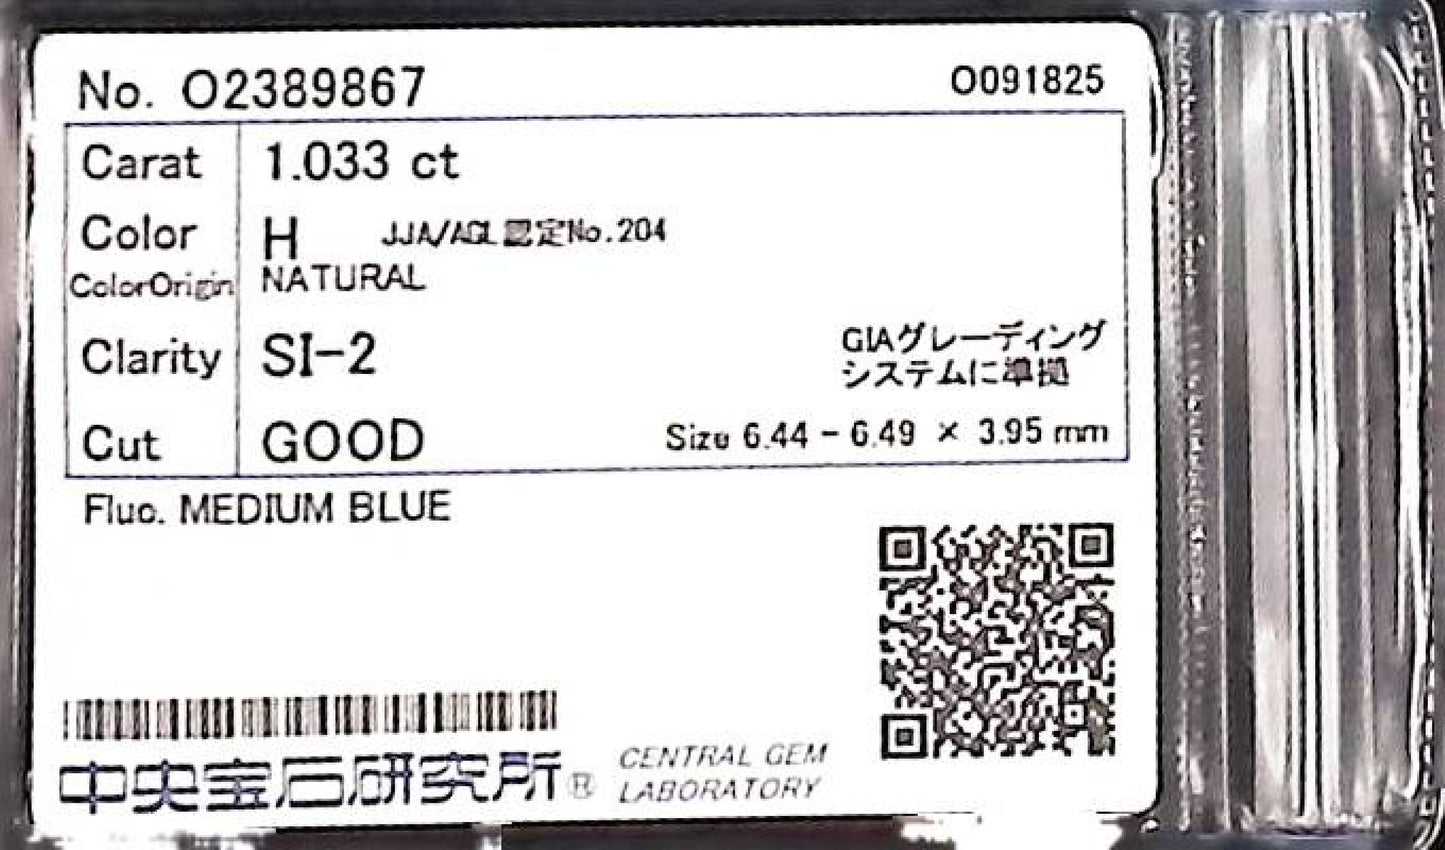 No. O2389867 O091825
Carat 1.033 ct
Color H JJA/AGL認定No.204
ColorOrigin NATURAL
Clarity SI-2
GIAグレーディング
システムに準拠
Cut GOOD Size 6.44 - 6.49 × 3.95 mm
Fluo. MEDIUM BLUE
中央宝石研究所® CENTRAL GEM
LABORATORY